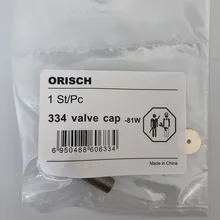 ORISCH
1 St/Pc
334 valve cap -81W
6 950488 606334
Made in China